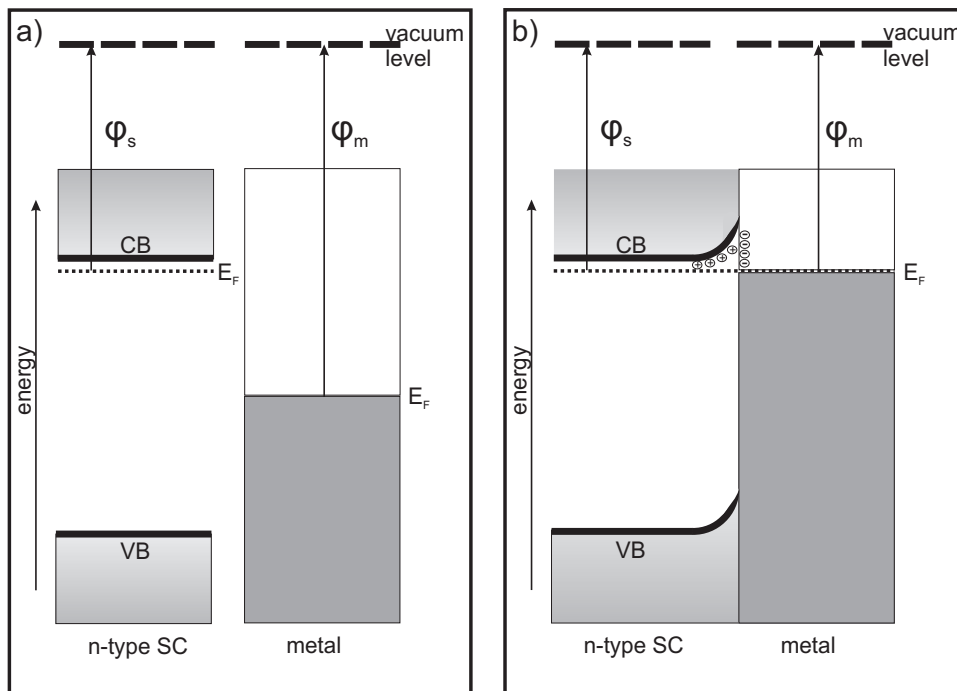 a)
vacuum
level
φs
φm
CB
EF
energy
EF
VB
n-type SC
metal
b)
vacuum
level
φs
φm
CB
EF
energy
VB
n-type SC
metal